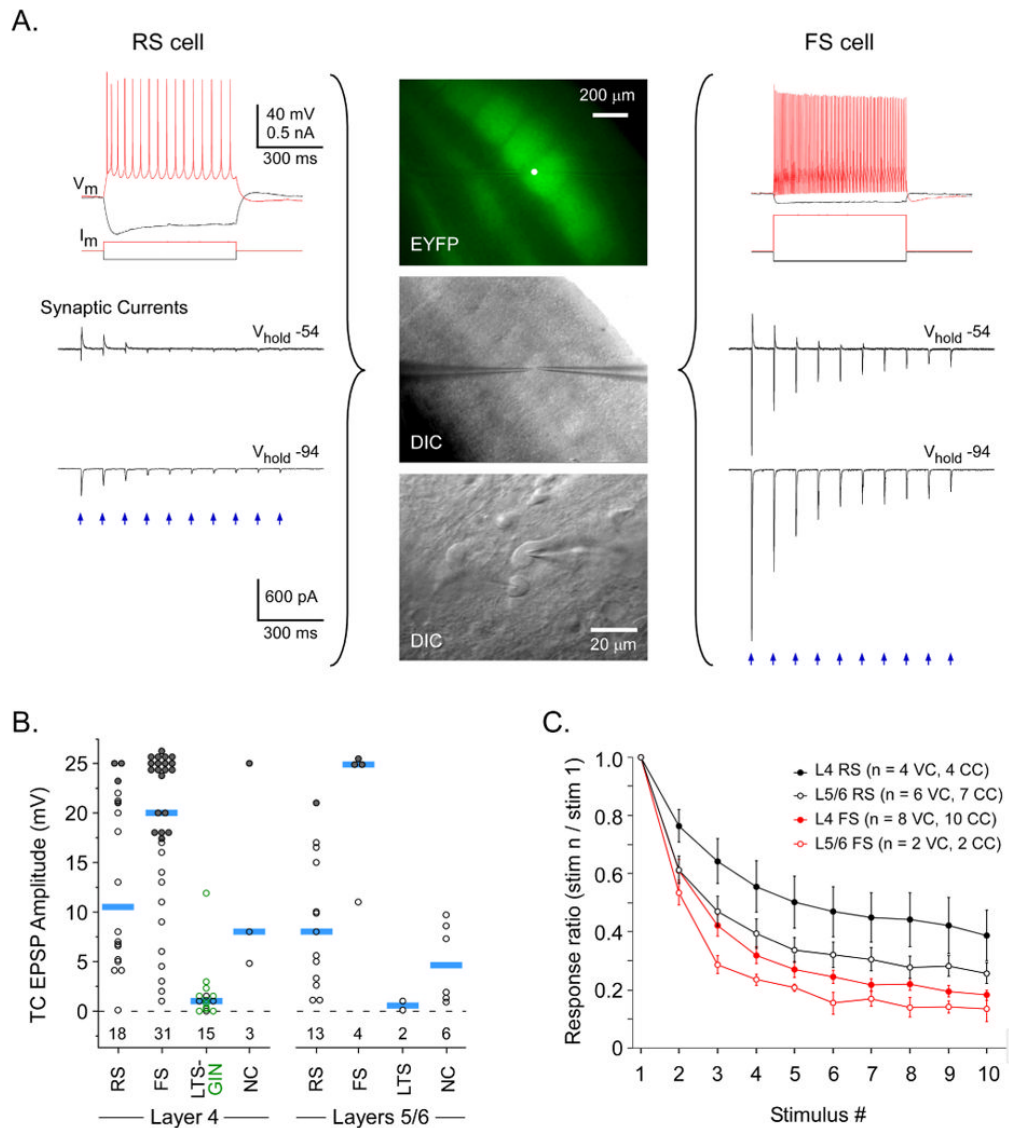 A.
RS cell
FS cell
40 mV
0.5 nA
300 ms
Vm
Im
200 μm
EYFP
Synaptic Currents
Vhold -54
Vhold -94
600 pA
300 ms
DIC
DIC
20 μm
Vhold -54
Vhold -94
B.
TC EPSP Amplitude (mV)
25
20
15
10
5
0
18 31 15 3 13 4 2 6
RS FS LTS-GIN NC RS FS LTS NC
Layer 4 Layers 5/6
C.
Response ratio (stim n / stim 1)
1
0.8
0.6
0.4
0.2
0
L4 RS (n = 4 VC, 4 CC)
L5/6 RS (n = 6 VC, 7 CC)
L4 FS (n = 8 VC, 10 CC)
L5/6 FS (n = 2 VC, 2 CC)
1 2 3 4 5 6 7 8 9 10
Stimulus #